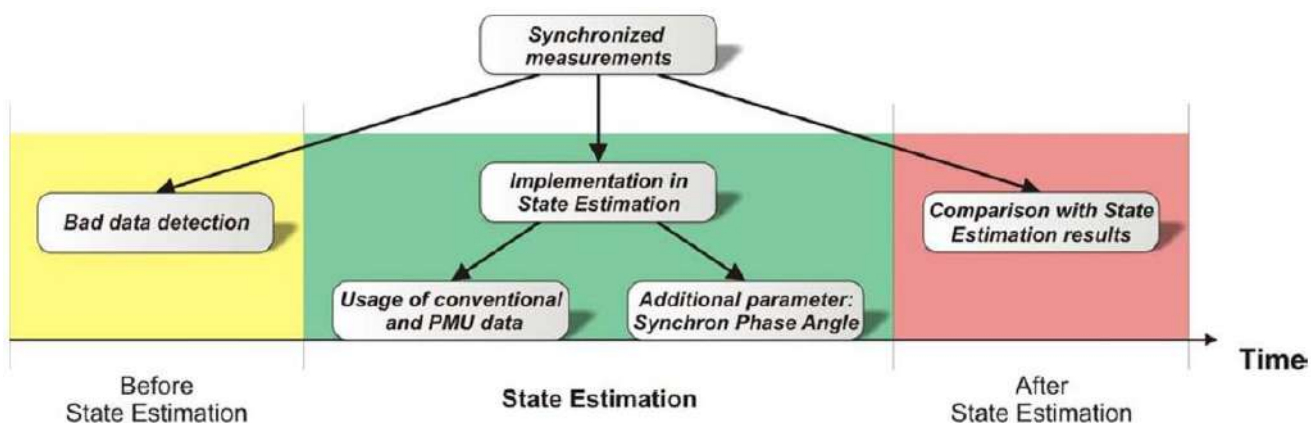 Synchronized
measurements
Bad data detection
Implementation in
State Estimation
Comparison with State
Estimation results
Usage of conventional
and PMU data
Additional parameter:
Synchron Phase Angle
Time
Before
State Estimation
State Estimation
After
State Estimation